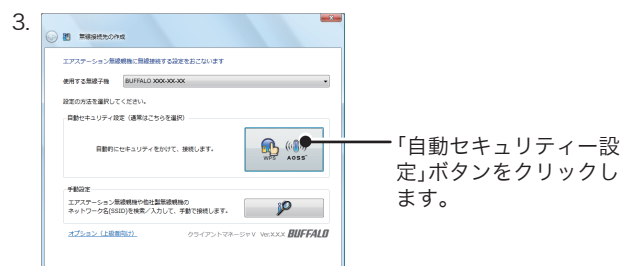 3.
無線接続先の作成
エアステーション無線親機に無線接続する設定をおこないます
使用する無線子機 BUFFALO XXX-XX-XX
設定の方法を選択してください。
自動セキュリティ設定（通常はこちらを選択）
自動的にセキュリティをかけて、接続します。
WPS AOSS
手動設定
エアステーション無線親機や他社製無線親機の
ネットワーク名(SSID)を検索／入力して、手動で接続します。
オプション（上級者向け）
クライアントマネージャV Ver.X.X.X BUFFALO
「自動セキュリティー設
定」ボタンをクリックし
ます。